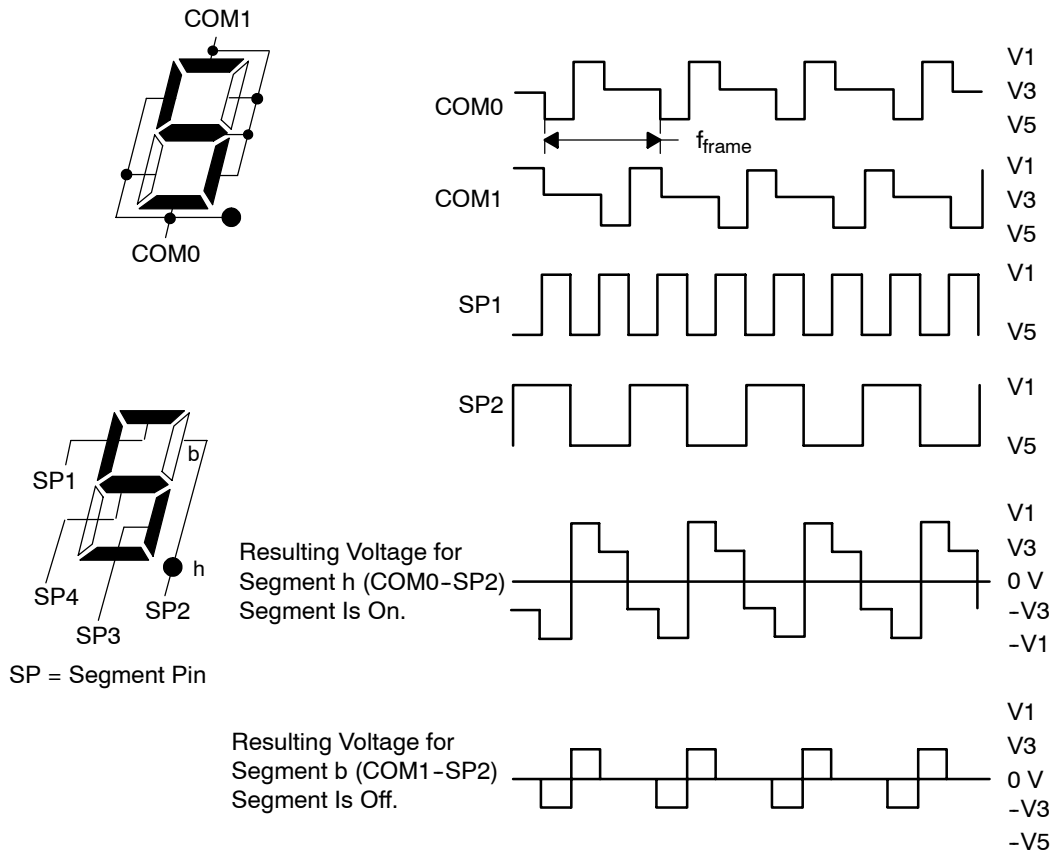 COM1
COM0
COM0
V1
V3
V5
f_frame
COM1
V1
V3
V5
SP1
V1
V5
SP2
V1
V5
b
SP1
h
SP4
SP2
SP3
SP = Segment Pin
Resulting Voltage for
Segment h (COM0-SP2)
Segment Is On.
V1
V3
0 V
-V3
-V1
Resulting Voltage for
Segment b (COM1-SP2)
Segment Is Off.
V1
V3
0 V
-V3
-V5